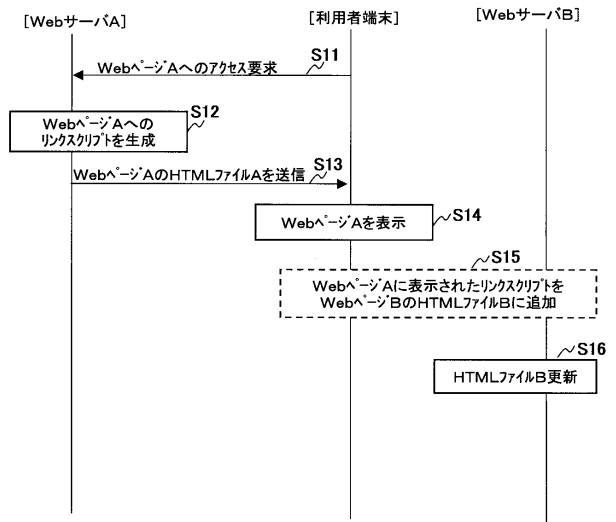 [WebサーバA]
[利用者端末]
[WebサーバB]
S11
WebページAへのアクセス要求
S12
WebページAへの
リンクスクリプトを生成
S13
WebページAのHTMLファイルAを送信
S14
WebページAを表示
S15
WebページAに表示されたリンクスクリプトを
WebページBのHTMLファイルBに追加
S16
HTMLファイルB更新